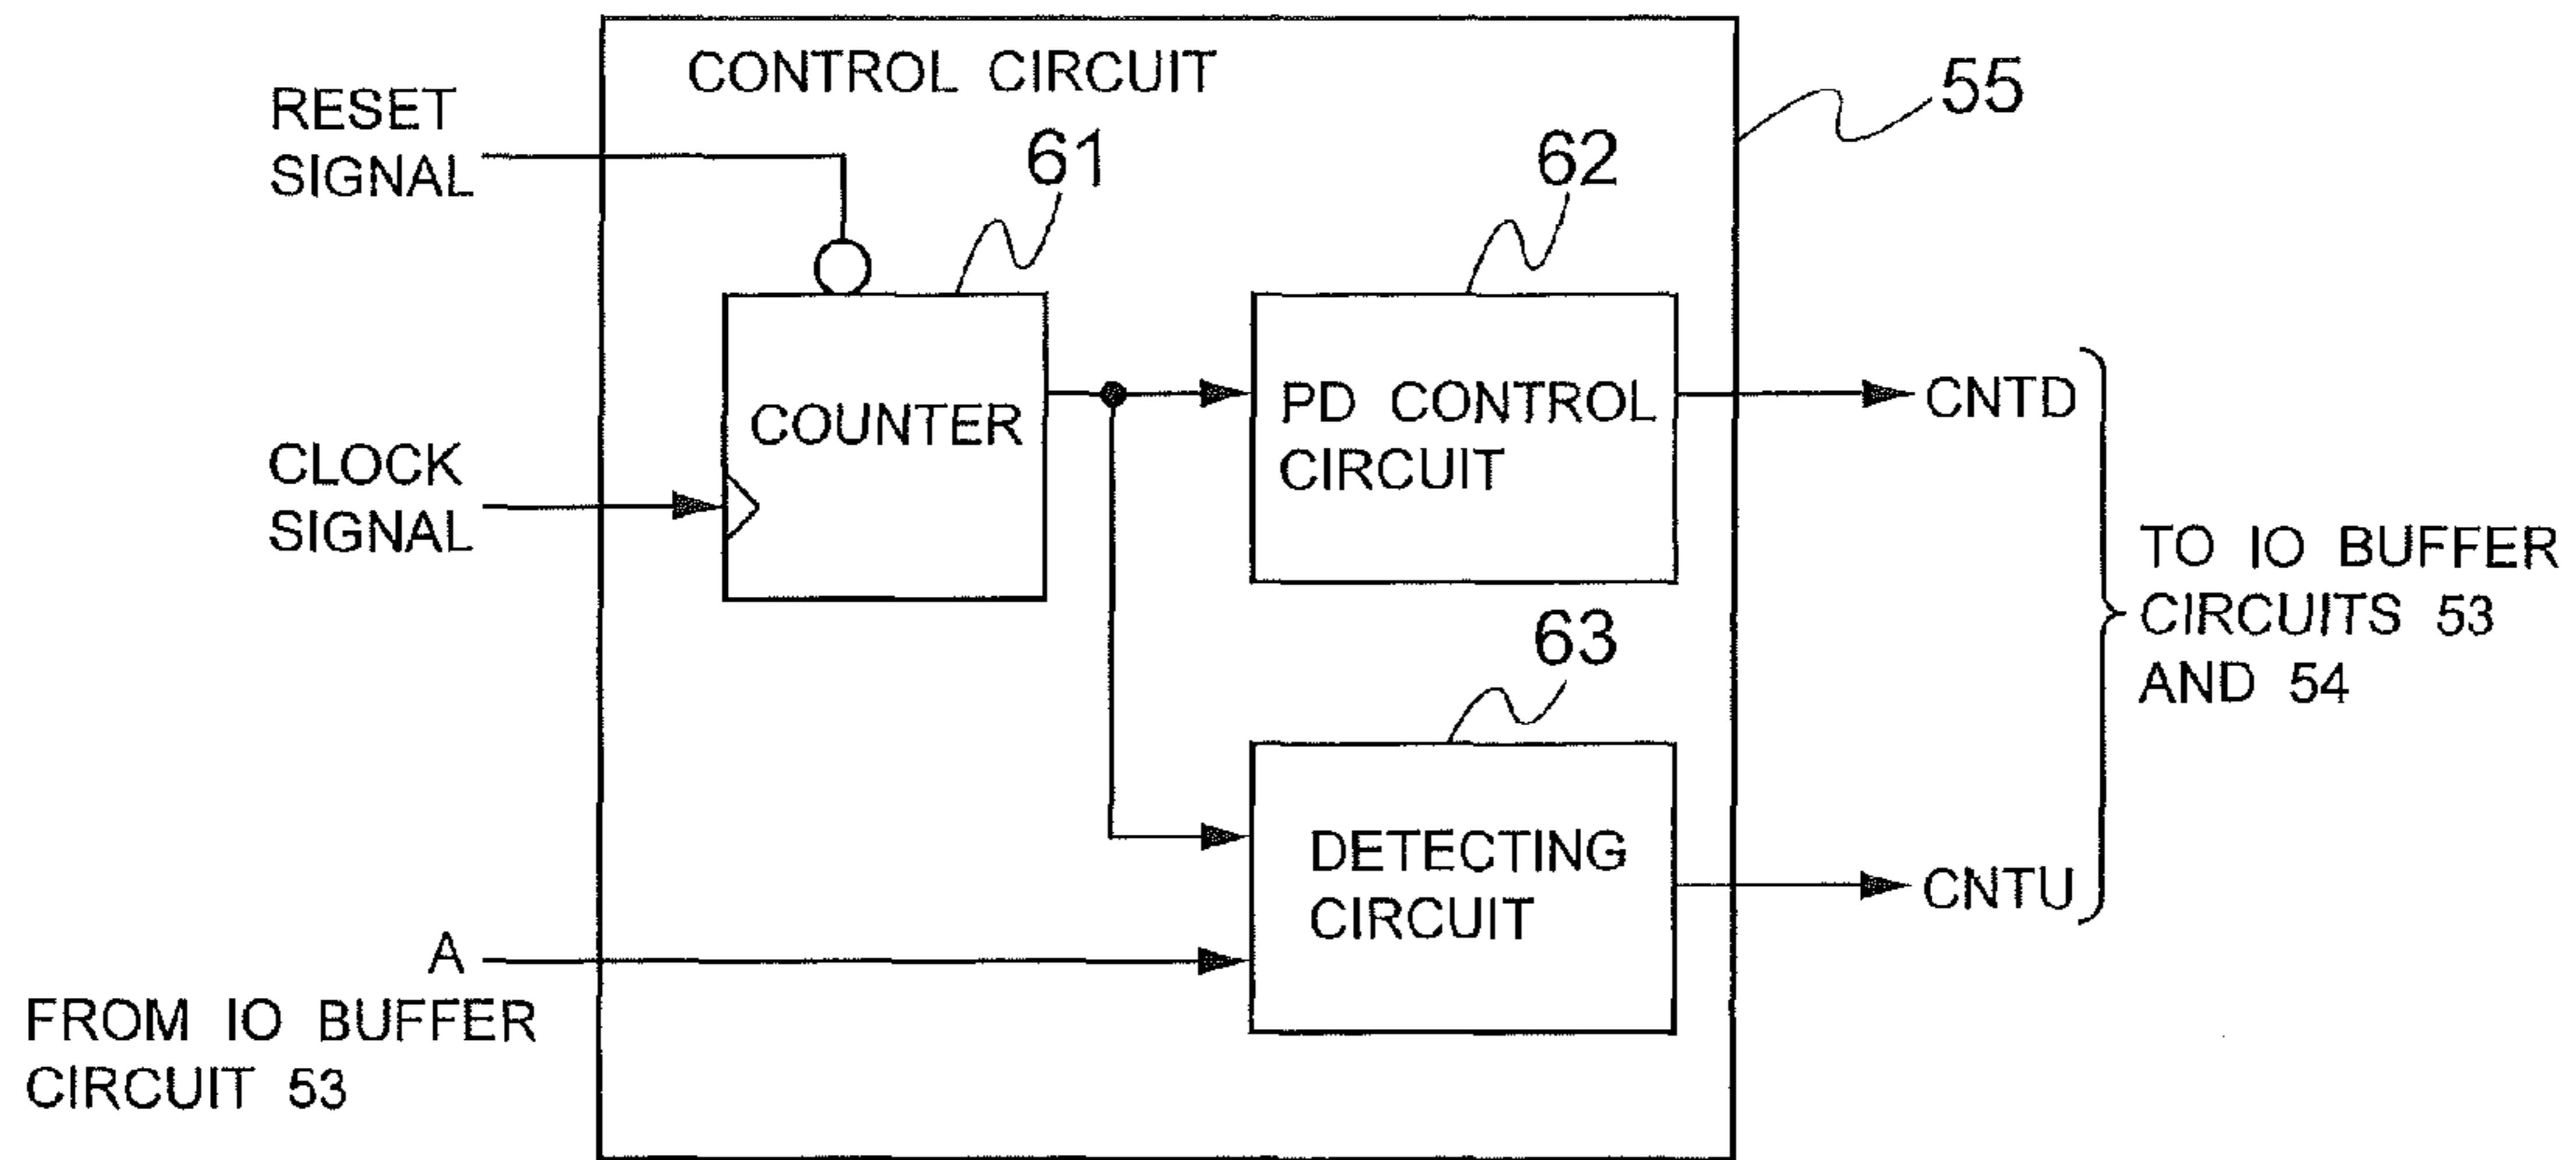 CONTROL CIRCUIT
55
RESET
SIGNAL
61
62
COUNTER
PD CONTROL
CIRCUIT
CNTD
CLOCK
SIGNAL
TO IO BUFFER
CIRCUITS 53
AND 54
63
DETECTING
CIRCUIT
CNTU
A
FROM IO BUFFER
CIRCUIT 53